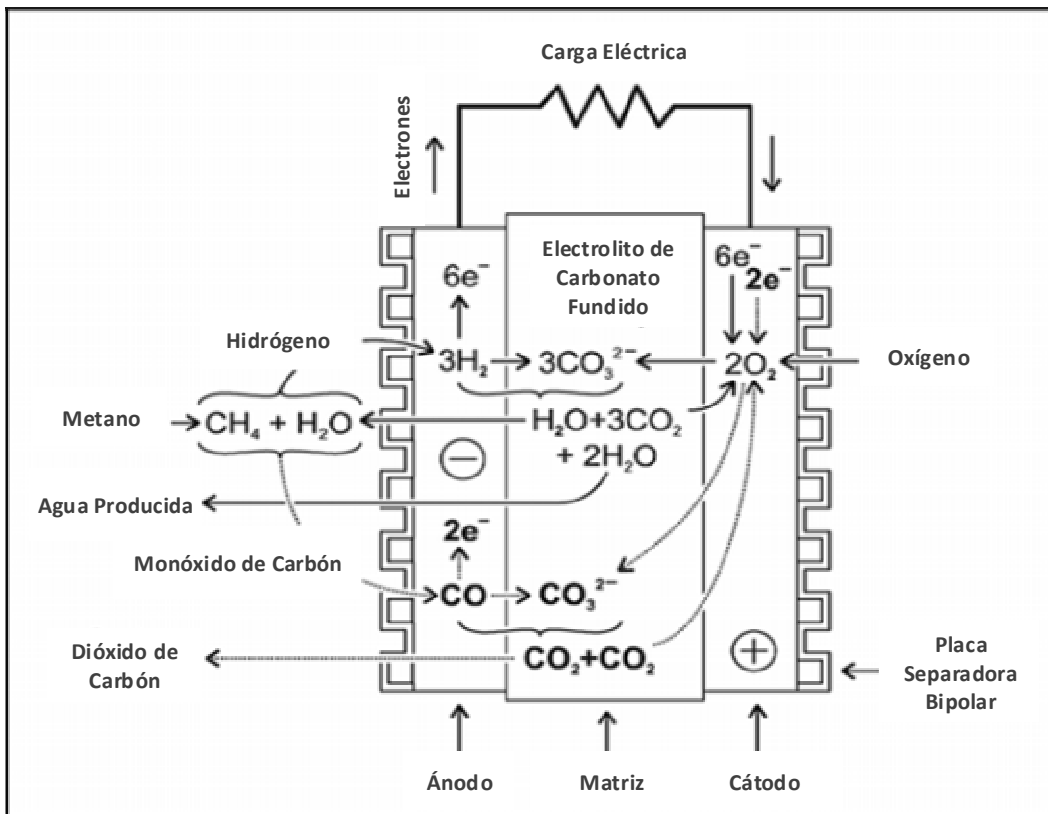 Carga Eléctrica
Electrones
Electrolito de
Carbonato
Fundido
6e⁻
6e⁻
2e⁻
Hidrógeno
3H₂
3CO₃²⁻
2O₂
Oxígeno
Metano
CH₄ + H₂O
H₂O+3CO₂
+ 2H₂O
−
Agua Producida
2e⁻
Monóxido de Carbón
CO
CO₃²⁻
Dióxido de
Carbón
CO₂+CO₂
+
Placa
Separadora
Bipolar
Ánodo
Matriz
Cátodo